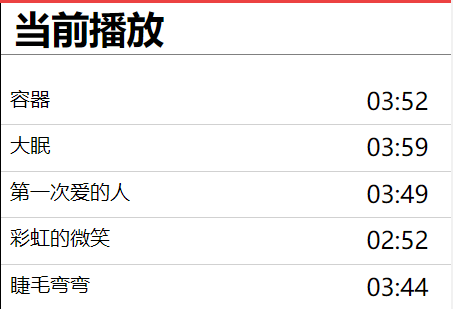 当前播放
容器 03:52
大眠 03:59
第一次爱的人 03:49
彩虹的微笑 02:52
睫毛弯弯 03:44